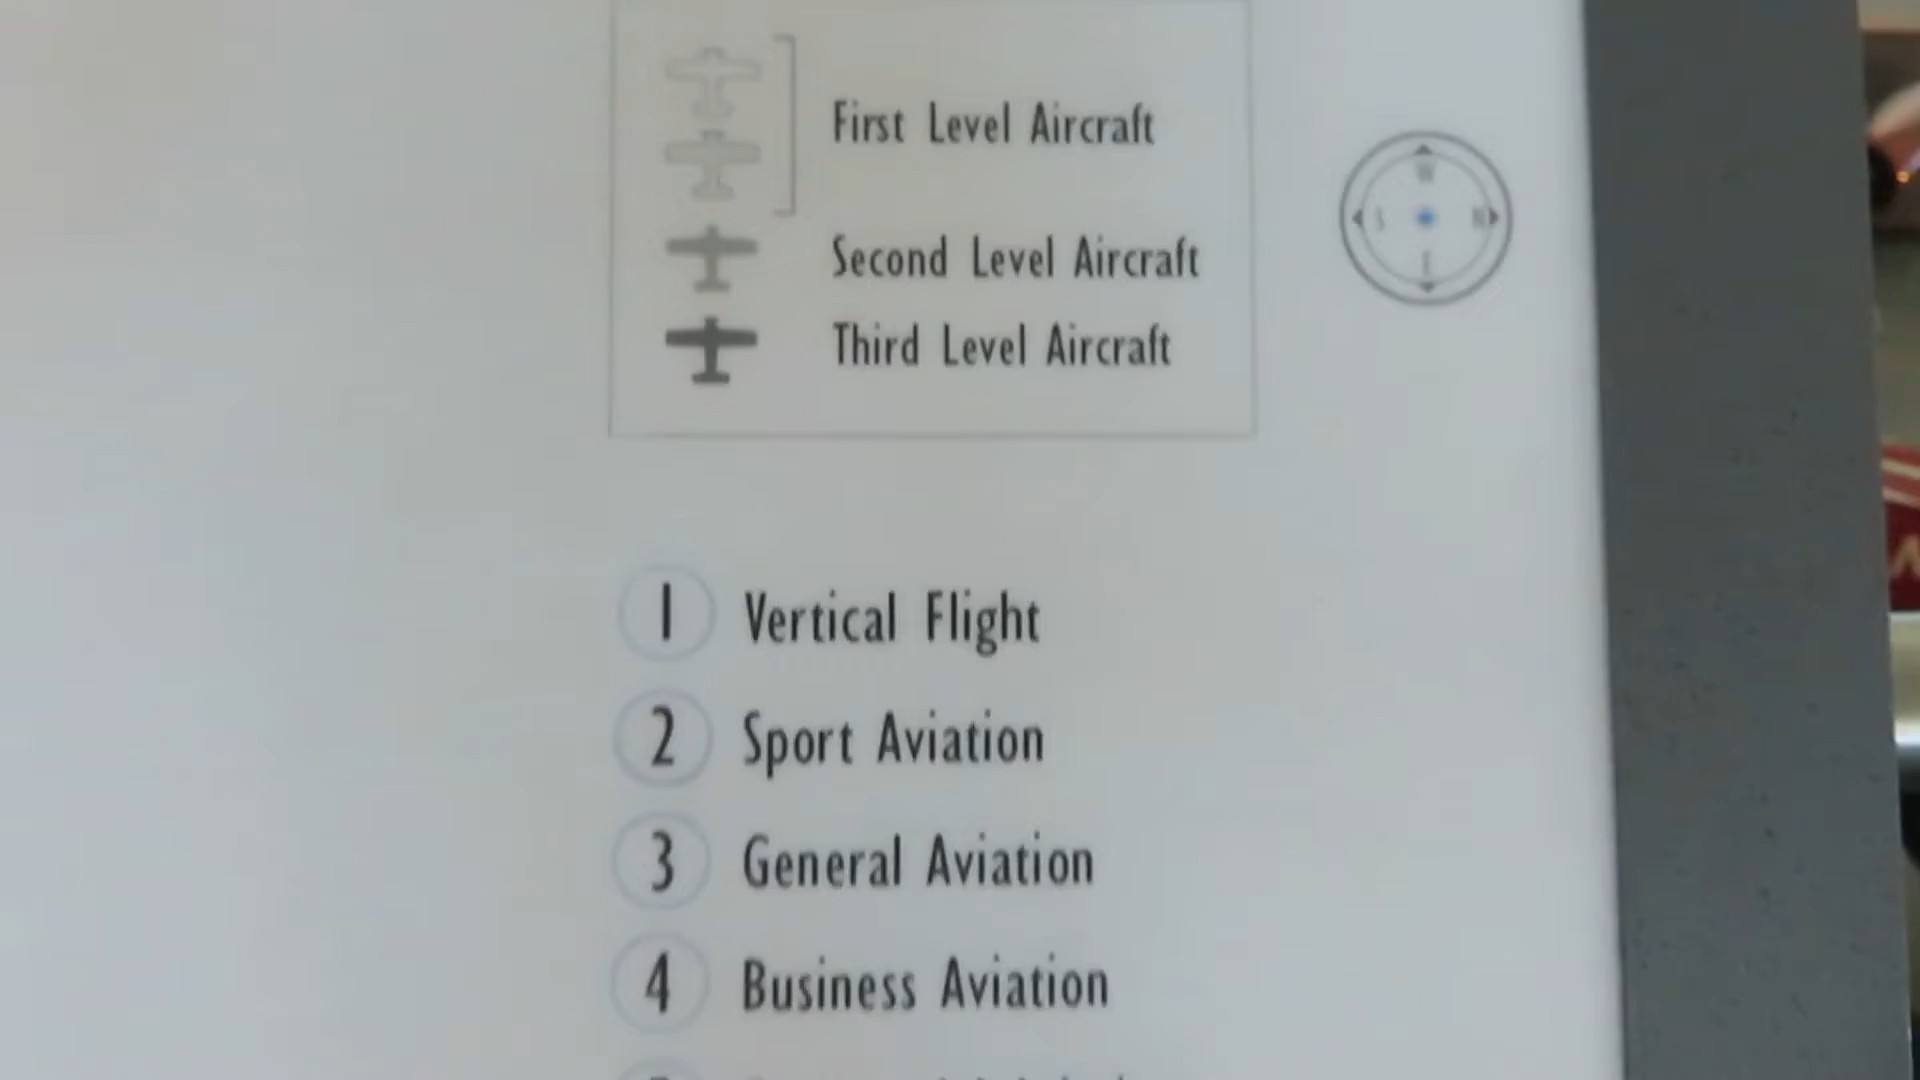 First Level Aircraft
Second Level Aircraft
Third Level Aircraft
W
S N
E
1 Vertical Flight
2 Sport Aviation
3 General Aviation
4 Business Aviation